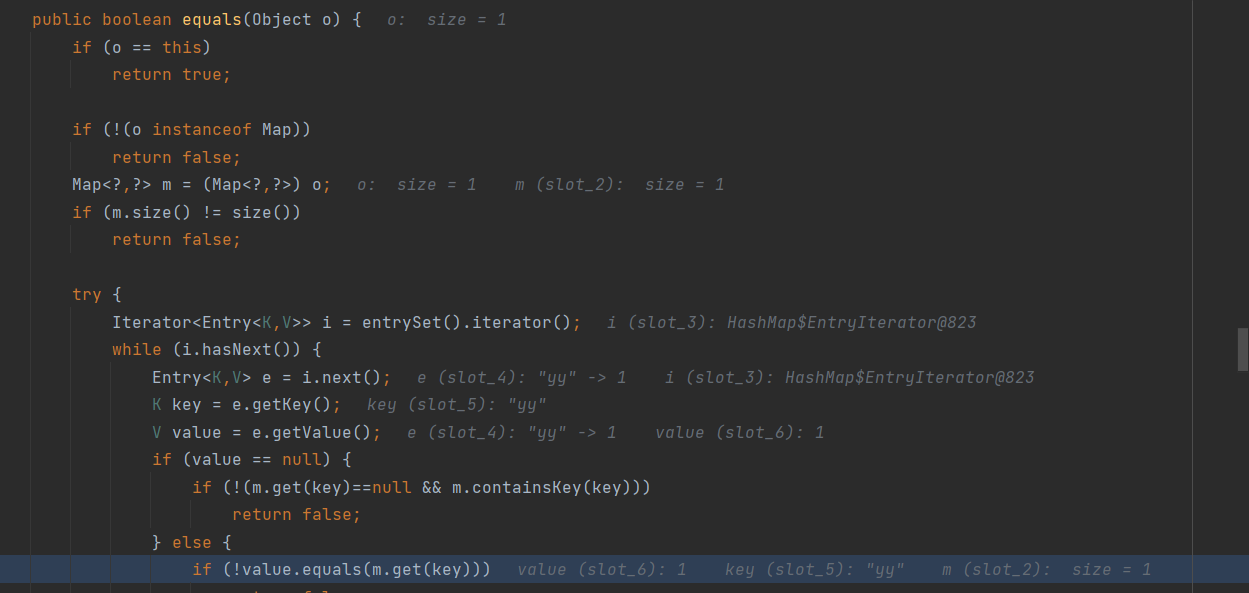 public boolean equals(Object o) {   o:  size = 1
    if (o == this)
        return true;

    if (!(o instanceof Map))
        return false;
    Map<?,?> m = (Map<?,?>) o;   o:  size = 1    m (slot_2):  size = 1
    if (m.size() != size())
        return false;

    try {
        Iterator<Entry<K,V>> i = entrySet().iterator();   i (slot_3): HashMap$EntryIterator@823
        while (i.hasNext()) {
            Entry<K,V> e = i.next();   e (slot_4): "yy" -> 1    i (slot_3): HashMap$EntryIterator@823
            K key = e.getKey();   key (slot_5): "yy"
            V value = e.getValue();   e (slot_4): "yy" -> 1    value (slot_6): 1
            if (value == null) {
                if (!(m.get(key)==null && m.containsKey(key)))
                    return false;
            } else {
                if (!value.equals(m.get(key)))   value (slot_6): 1    key (slot_5): "yy"    m (slot_2):  size = 1